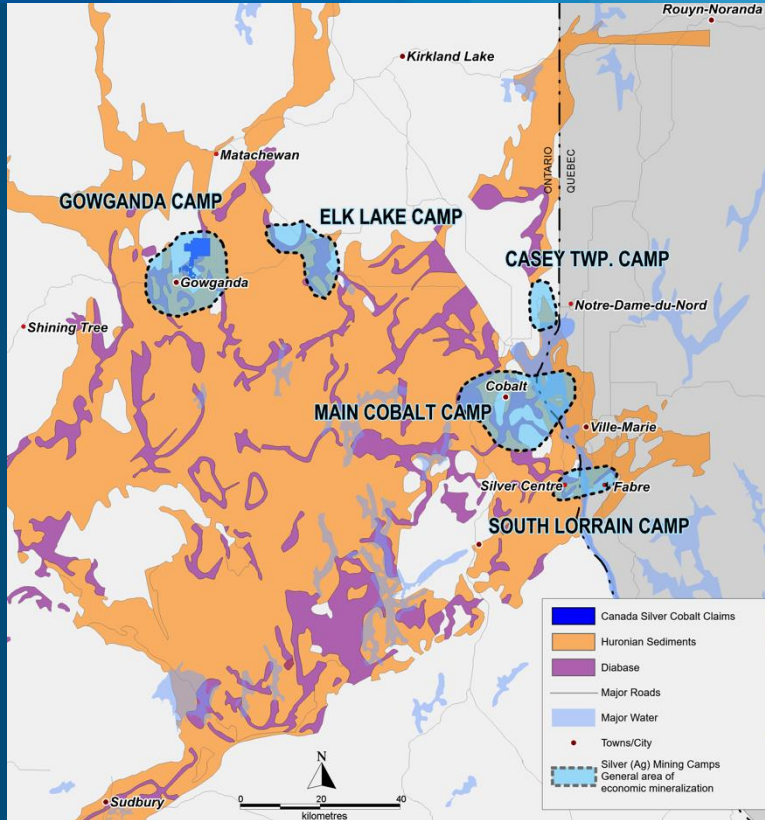 Rouyn-Noranda
Kirkland Lake
Matachewan
ONTARIO
QUEBEC
GOWGANDA CAMP
ELK LAKE CAMP
CASEY TWP. CAMP
Gowganda
Notre-Dame-du-Nord
Shining Tree
Cobalt
MAIN COBALT CAMP
Ville-Marie
Silver Centre
Fabre
SOUTH LORRAIN CAMP
Canada Silver Cobalt Claims
Huronian Sediments
Diabase
Major Roads
Major Water
Towns/City
Silver (Ag) Mining Camps
General area of
economic mineralization
N
Sudbury
0 20 40
kilometres